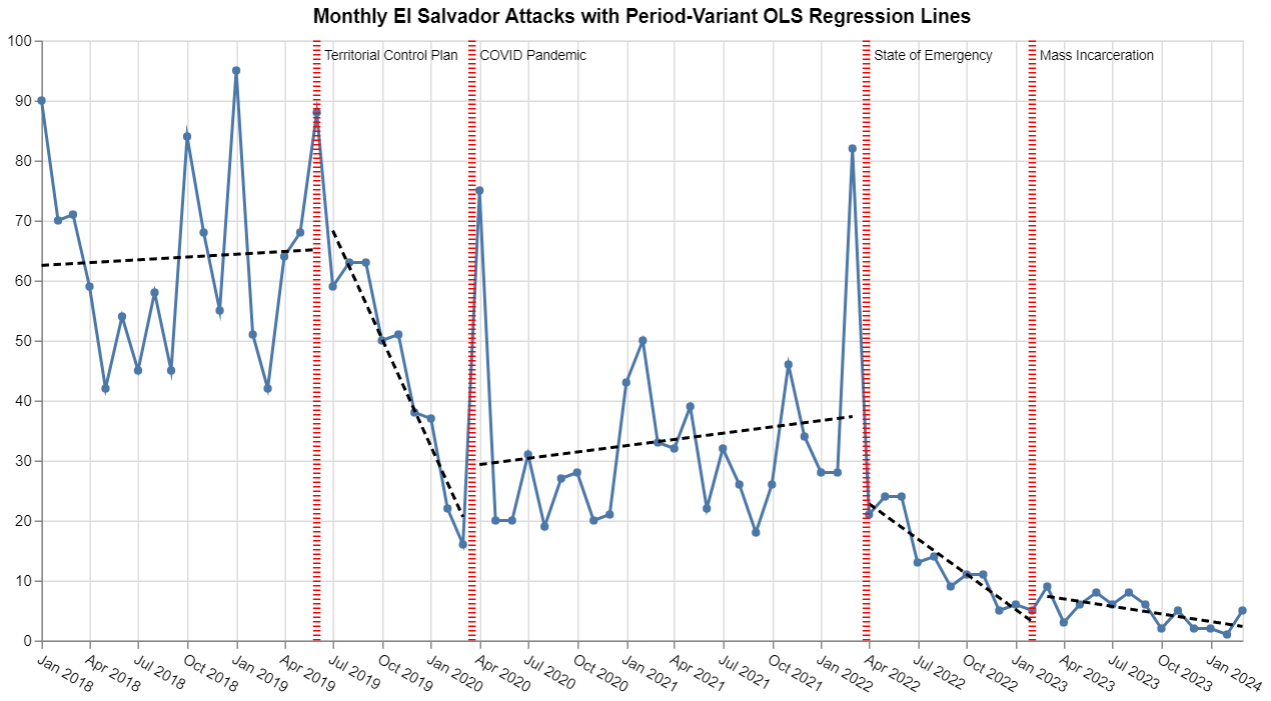 Monthly El Salvador Attacks with Period-Variant OLS Regression Lines
100
90
80
70
60
50
40
30
20
10
0
Territorial Control Plan
COVID Pandemic
State of Emergency
Mass Incarceration
Jan 2018
Apr 2018
Jul 2018
Oct 2018
Jan 2019
Apr 2019
Jul 2019
Oct 2019
Jan 2020
Apr 2020
Jul 2020
Oct 2020
Jan 2021
Apr 2021
Jul 2021
Oct 2021
Jan 2022
Apr 2022
Jul 2022
Oct 2022
Jan 2023
Apr 2023
Jul 2023
Oct 2023
Jan 2024